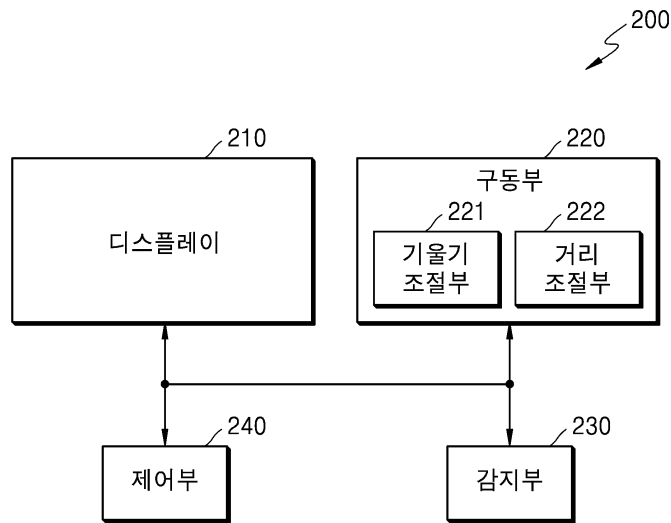 200
210
디스플레이
220
구동부
221
기울기
조절부
222
거리
조절부
240
제어부
230
감지부